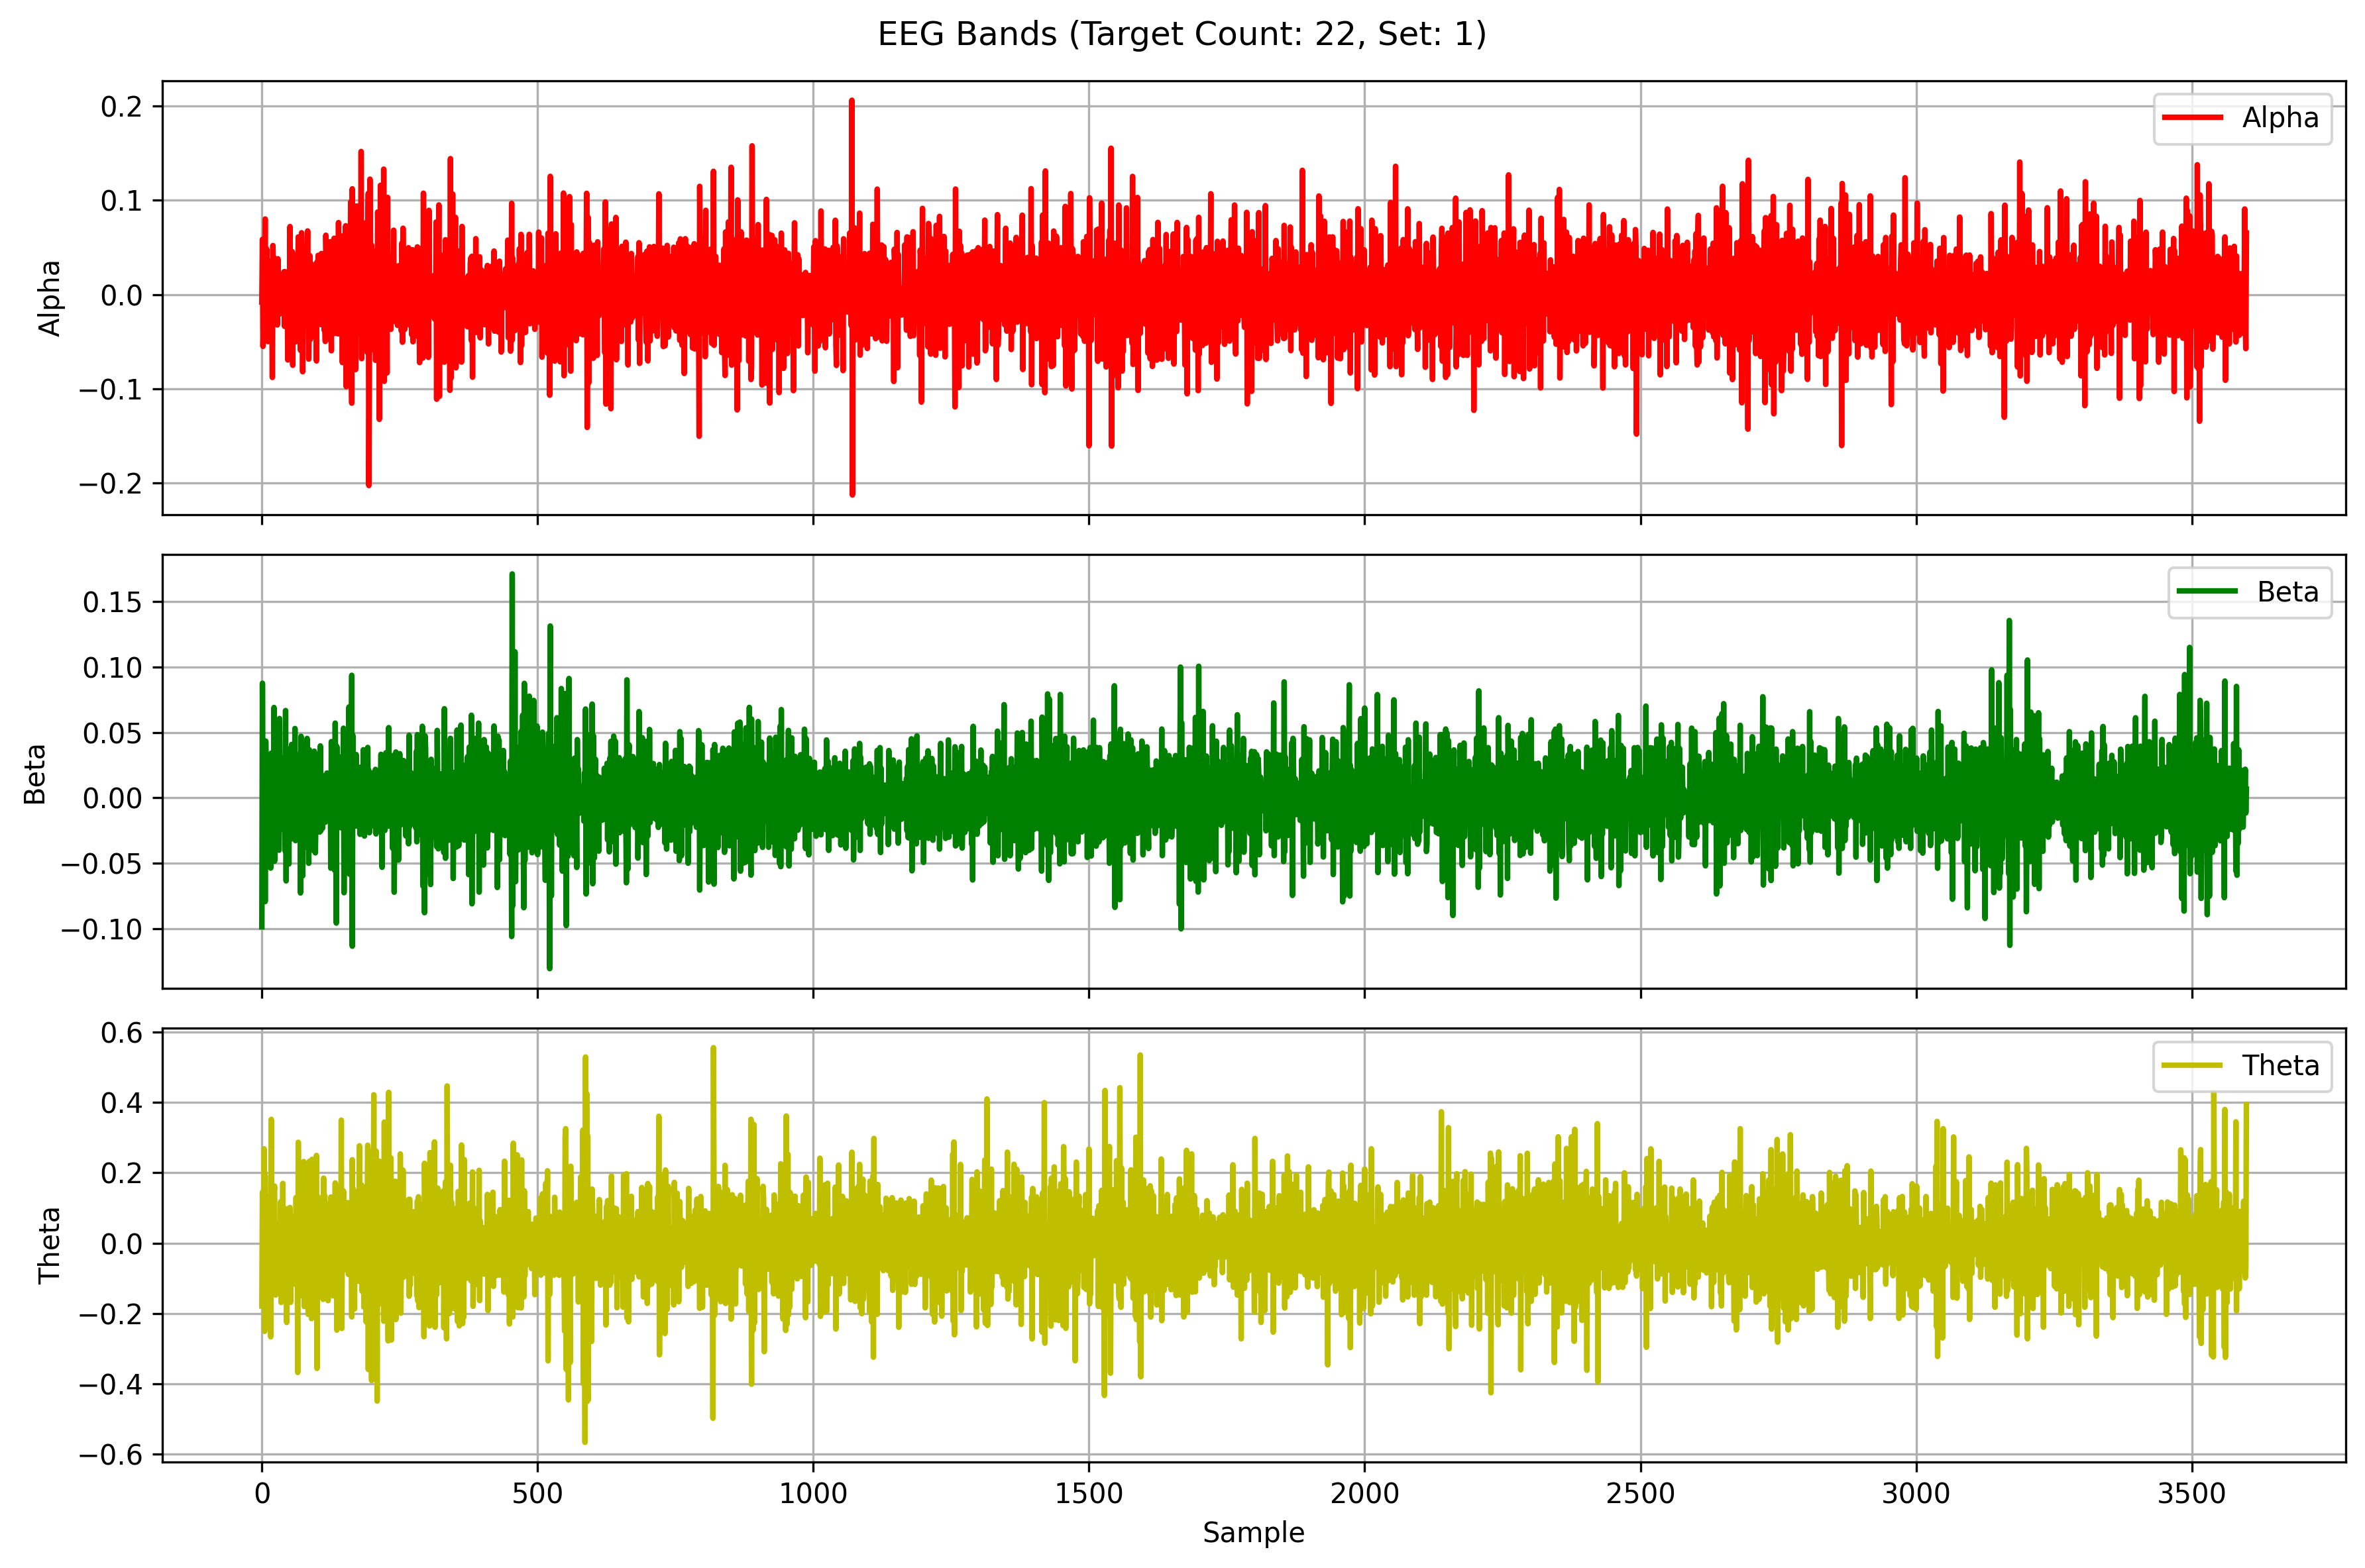 EEG Bands (Target Count: 22, Set: 1)
0.2
0.1
0.0
−0.1
−0.2
Alpha
Alpha
0.15
0.10
0.05
0.00
−0.05
−0.10
Beta
Beta
0.6
0.4
0.2
0.0
−0.2
−0.4
−0.6
Theta
Theta
0 500 1000 1500 2000 2500 3000 3500
Sample